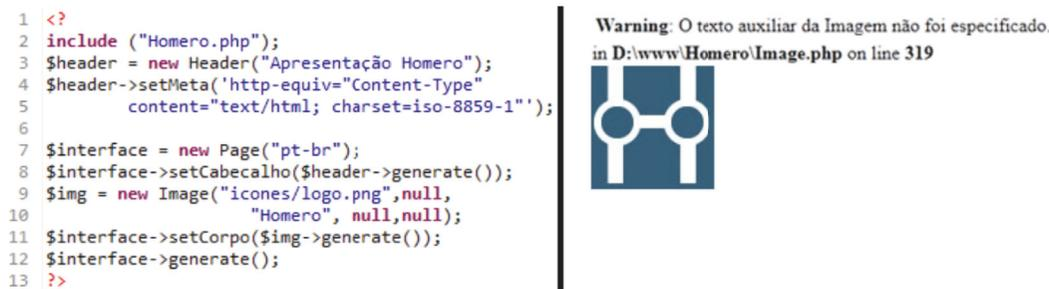 1 <?
2 include ("Homero.php");
3 $header = new Header("Apresentação Homero");
4 $header->setMeta('http-equiv="Content-Type"
5 content="text/html; charset=iso-8859-1"');
6
7 $interface = new Page("pt-br");
8 $interface->setCabecalho($header->generate());
9 $img = new Image("icones/logo.png",null,
10 "Homero", null,null);
11 $interface->setCorpo($img->generate());
12 $interface->generate();
13 ?>
Warning: O texto auxiliar da Imagem não foi especificado.
in D:\www\Homero\Image.php on line 319